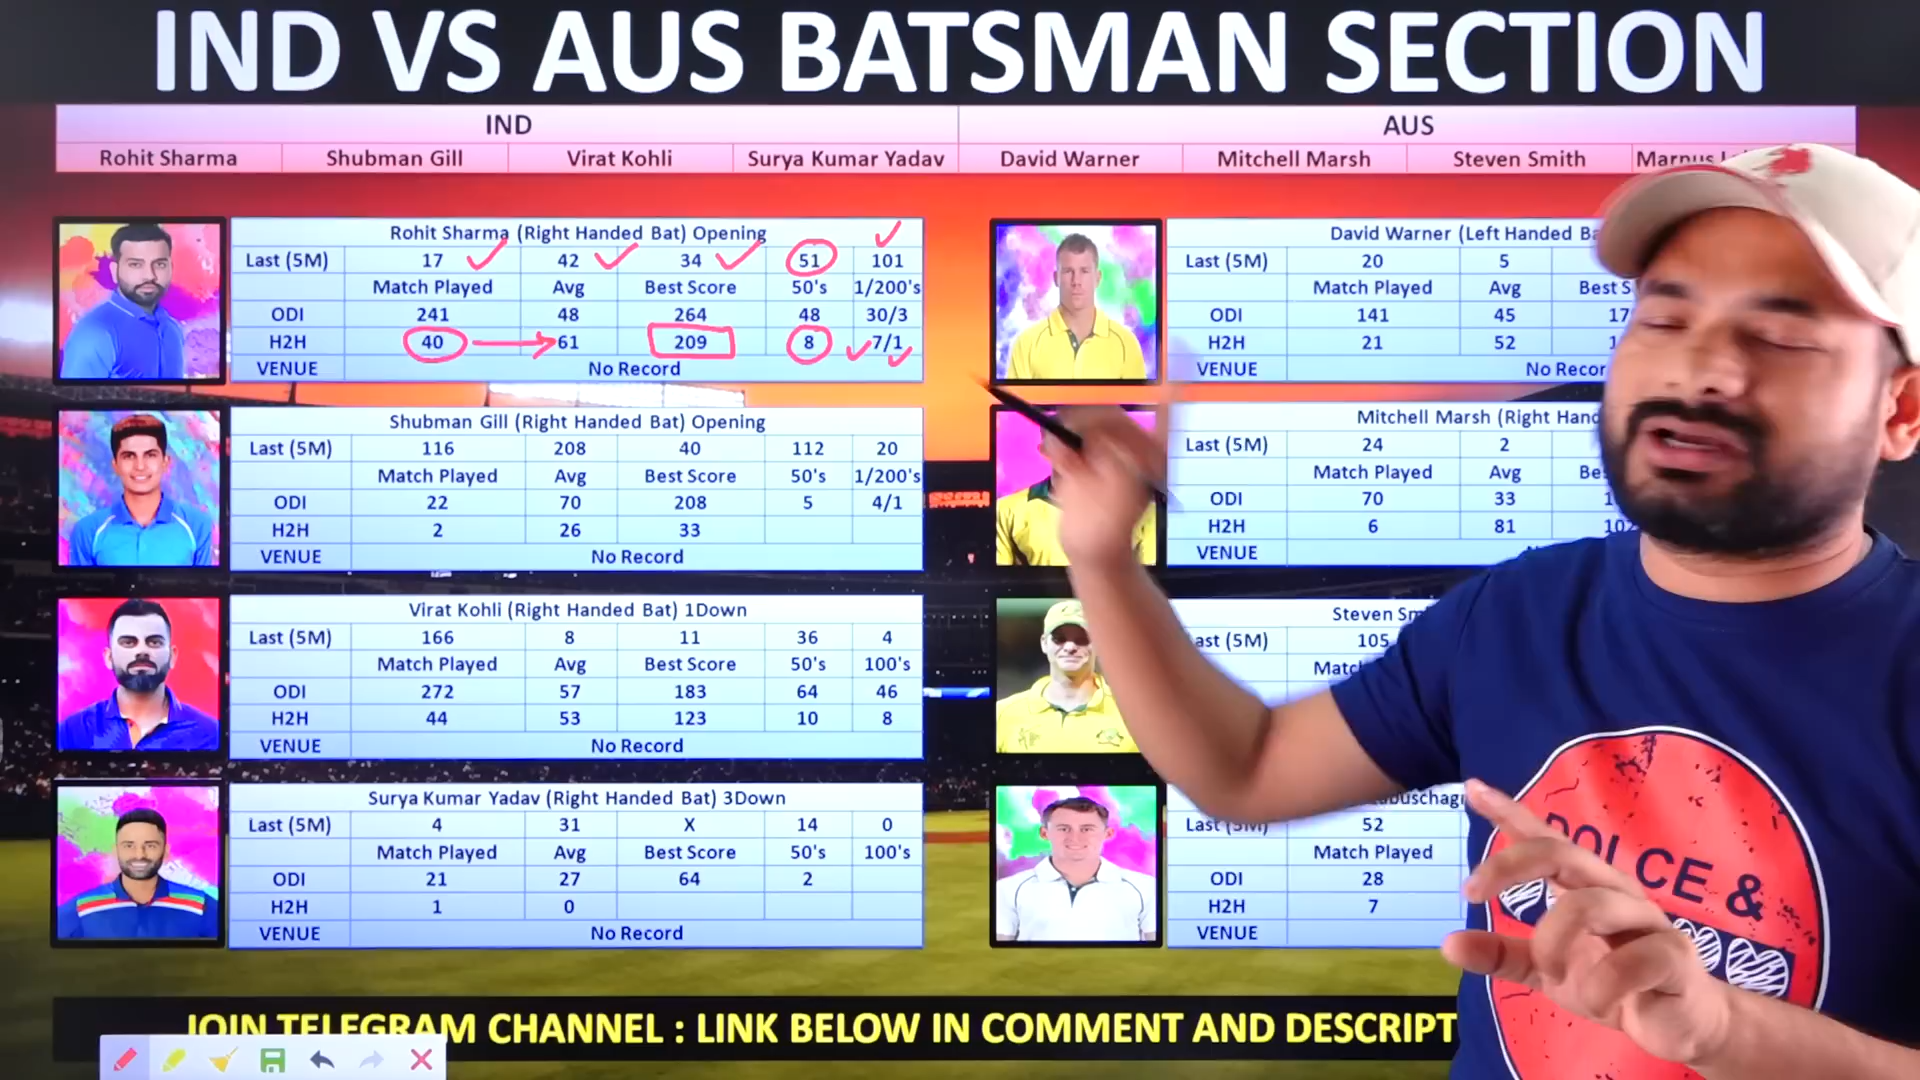 IND VS AUS BATSMAN SECTION
IND AUS
Rohit Sharma Shubman Gill Virat Kohli Surya Kumar Yadav David Warner Mitchell Marsh Steven Smith Marnus
Rohit Sharma (Right Handed Bat) Opening
Last (5M) 17 42 34 51 101
Match Played Avg Best Score 50's 1/200's
ODI 241 48 264 48 30/3
H2H 40 61 209 8 7/1
VENUE No Record
Shubman Gill (Right Handed Bat) Opening
Last (5M) 116 208 40 112 20
Match Played Avg Best Score 50's 1/200's
ODI 22 70 208 5 4/1
H2H 2 26 33
VENUE No Record
Virat Kohli (Right Handed Bat) 1Down
Last (5M) 166 8 11 36 4
Match Played Avg Best Score 50's 100's
ODI 272 57 183 64 46
H2H 44 53 123 10 8
VENUE No Record
Surya Kumar Yadav (Right Handed Bat) 3Down
Last (5M) 4 31 X 14 0
Match Played Avg Best Score 50's 100's
ODI 21 27 64 2
H2H 1 0
VENUE No Record
David Warner (Left Handed
Last (5M) 20 5
Match Played Avg Best
ODI 141 45
H2H 21 52
VENUE No
Mitchell Marsh (Right
Last (5M) 24 2
Match Played Avg
ODI 70 33
H2H 6 81
VENUE
Steven
(5M) 105
Last (5M) 52
Match Played
ODI 28
H2H 7
VENUE
DOLCE &
JOIN TELEGRAM CHANNEL : LINK BELOW IN COMMENT AND